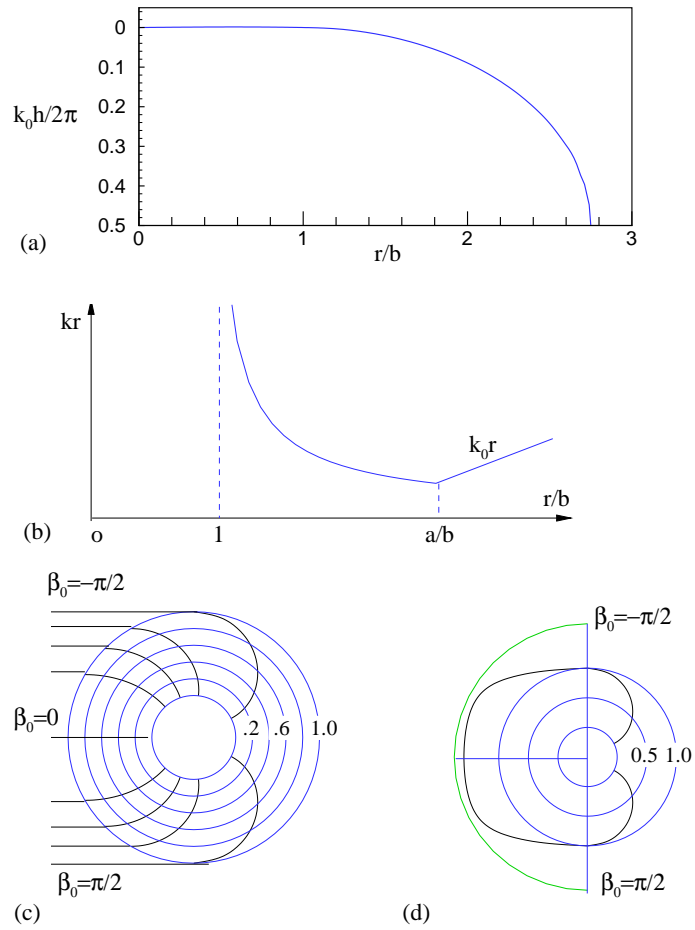 0
0.1
0.2
k₀h/2π
0.3
0.4
0.5
(a)
0 1 2 3
r/b
kr
k₀r
r/b
(b)
o 1 a/b
β₀=−π/2
β₀=0
.2 .6 1.0
β₀=π/2
(c)
β₀=−π/2
0.5 1.0
β₀=π/2
(d)